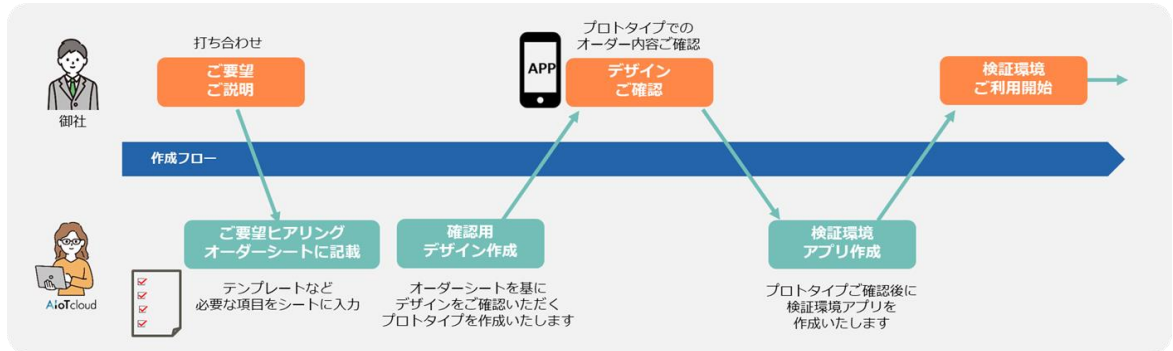 打ち合わせ
ご要望
ご説明
御社
APP
プロトタイプでの
オーダー内容ご確認
デザイン
ご確認
検証環境
ご利用開始
作成フロー
ご要望ヒアリング
オーダーシートに記載
テンプレートなど
必要な項目をシートに入力
AIoTcloud
確認用
デザイン作成
オーダーシートを基に
デザインをご確認いただく
プロトタイプを作成いたします
検証環境
アプリ作成
プロトタイプご確認後に
検証環境アプリを
作成いたします